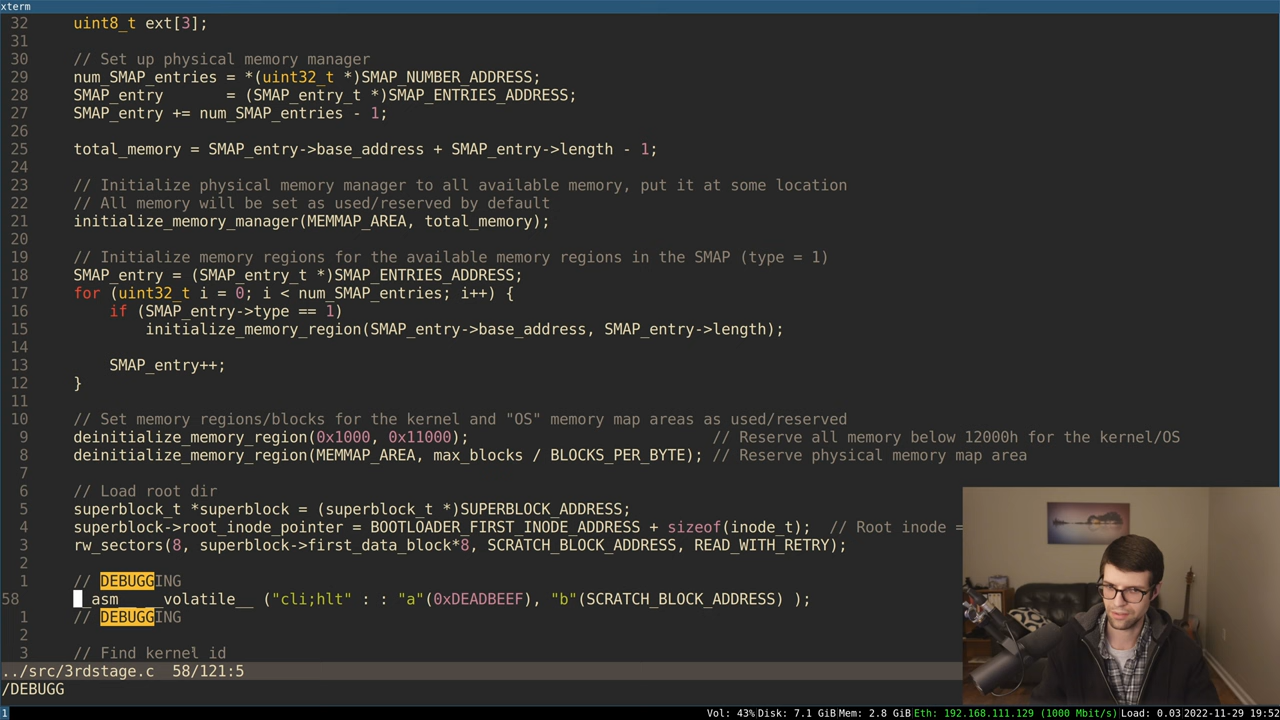 xterm
32 uint8_t ext[3];
31
30 // Set up physical memory manager
29 num_SMAP_entries = *(uint32_t *)SMAP_NUMBER_ADDRESS;
28 SMAP_entry       = (SMAP_entry_t *)SMAP_ENTRIES_ADDRESS;
27 SMAP_entry += num_SMAP_entries - 1;
26
25 total_memory = SMAP_entry->base_address + SMAP_entry->length - 1;
24
23 // Initialize physical memory manager to all available memory, put it at some location
22 // All memory will be set as used/reserved by default
21 initialize_memory_manager(MEMMAP_AREA, total_memory);
20
19 // Initialize memory regions for the available memory regions in the SMAP (type = 1)
18 SMAP_entry = (SMAP_entry_t *)SMAP_ENTRIES_ADDRESS;
17 for (uint32_t i = 0; i < num_SMAP_entries; i++) {
16     if (SMAP_entry->type == 1)
15         initialize_memory_region(SMAP_entry->base_address, SMAP_entry->length);
14
13     SMAP_entry++;
12 }
11
10 // Set memory regions/blocks for the kernel and "OS" memory map areas as used/reserved
9 deinitialize_memory_region(0x1000, 0x11000);                           // Reserve all memory below 12000h for the kernel/OS
8 deinitialize_memory_region(MEMMAP_AREA, max_blocks / BLOCKS_PER_BYTE); // Reserve physical memory map area
7
6 // Load root dir
5 superblock_t *superblock = (superblock_t *)SUPERBLOCK_ADDRESS;
4 superblock->root_inode_pointer = BOOTLOADER_FIRST_INODE_ADDRESS + sizeof(inode_t);  // Root inode =
3 rw_sectors(8, superblock->first_data_block*8, SCRATCH_BLOCK_ADDRESS, READ_WITH_RETRY);
2
1 // DEBUGGING
58 __asm__ __volatile__ ("cli;hlt" : : "a"(0xDEADBEEF), "b"(SCRATCH_BLOCK_ADDRESS) );
1 // DEBUGGING
2
3 // Find kernel id
../src/3rdstage.c  58/121:5
/DEBUGG
1 Vol: 43% Disk: 7.1 GiB Mem: 2.8 GiB Eth: 192.168.111.129 (1000 Mbit/s) Load: 0.03 2022-11-29 19:52